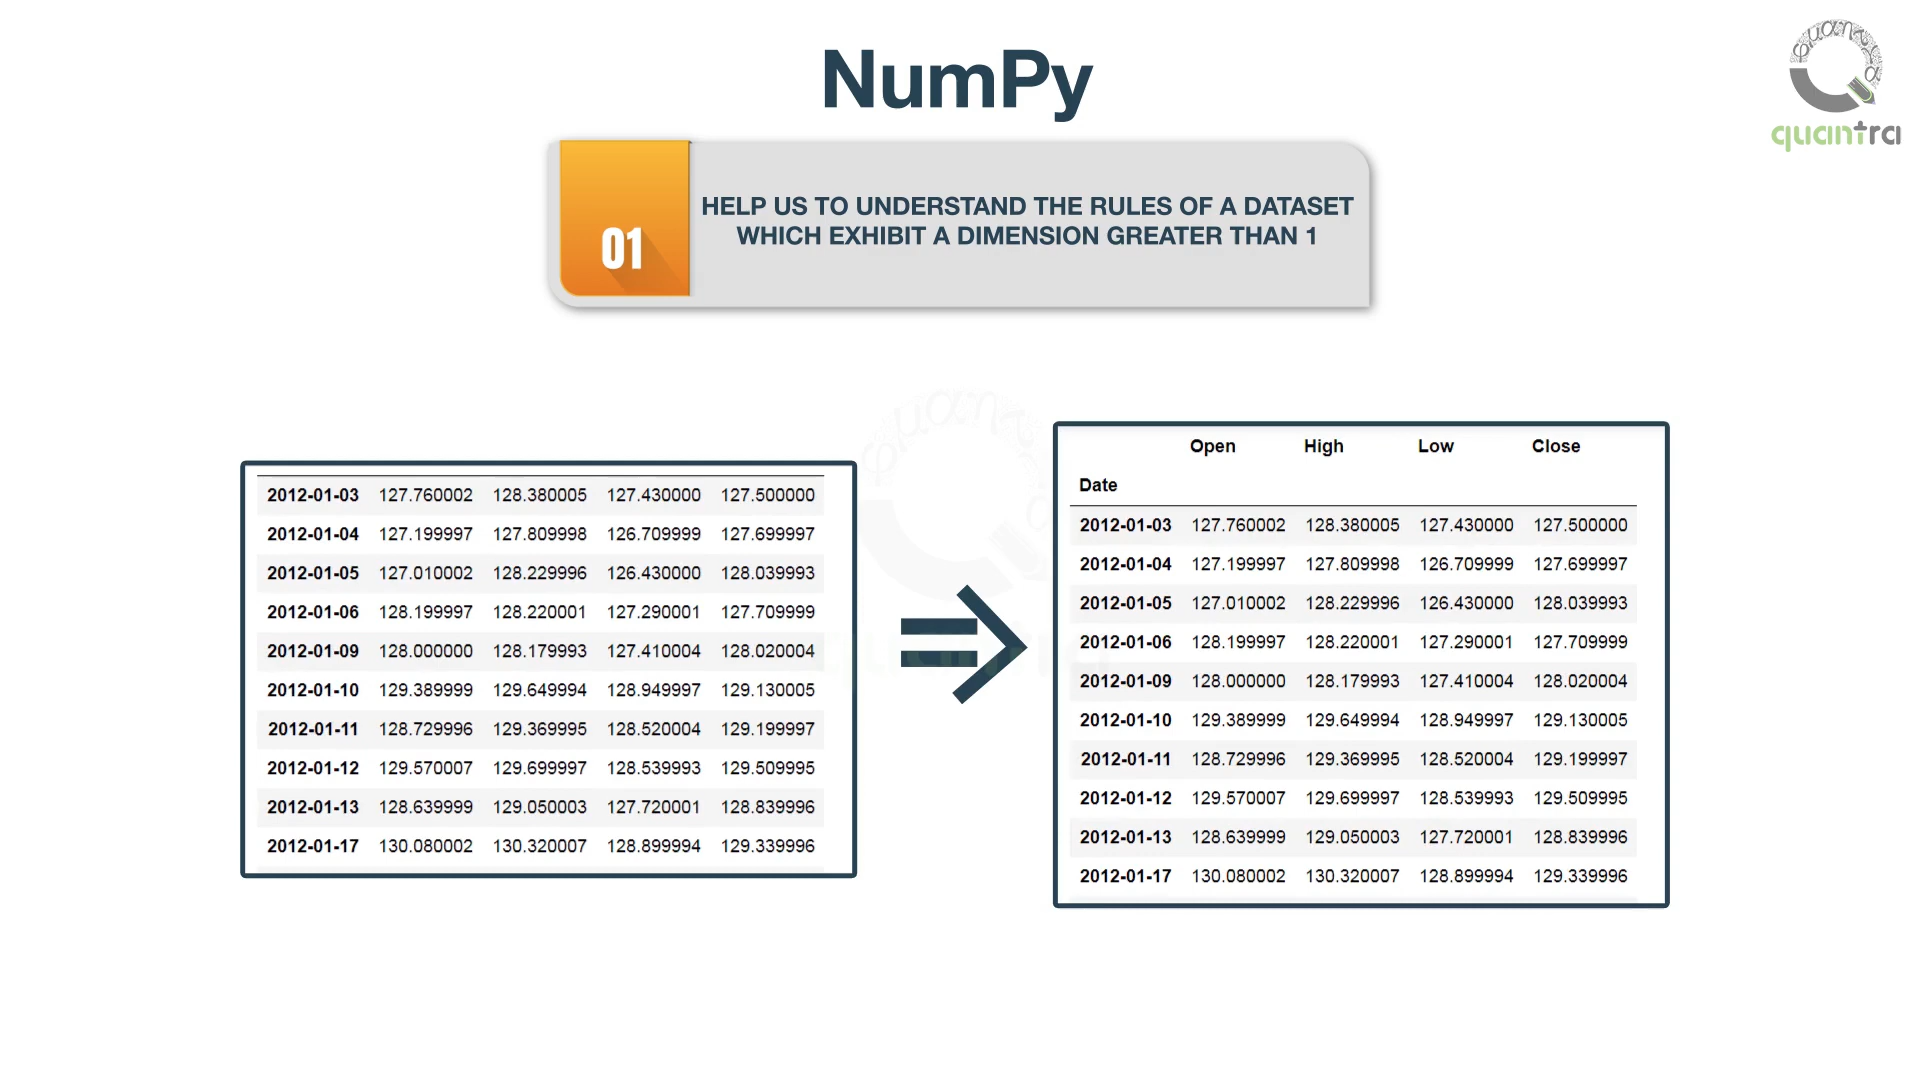 NumPy
quantra
01
HELP US TO UNDERSTAND THE RULES OF A DATASET
WHICH EXHIBIT A DIMENSION GREATER THAN 1
2012-01-03 127.760002 128.380005 127.430000 127.500000
2012-01-04 127.199997 127.809998 126.709999 127.699997
2012-01-05 127.010002 128.229996 126.430000 128.039993
2012-01-06 128.199997 128.220001 127.290001 127.709999
2012-01-09 128.000000 128.179993 127.410004 128.020004
2012-01-10 129.389999 129.649994 128.949997 129.130005
2012-01-11 128.729996 129.369995 128.520004 129.199997
2012-01-12 129.570007 129.699997 128.539993 129.509995
2012-01-13 128.639999 129.050003 127.720001 128.839996
2012-01-17 130.080002 130.320007 128.899994 129.339996
Open High Low Close
Date
2012-01-03 127.760002 128.380005 127.430000 127.500000
2012-01-04 127.199997 127.809998 126.709999 127.699997
2012-01-05 127.010002 128.229996 126.430000 128.039993
2012-01-06 128.199997 128.220001 127.290001 127.709999
2012-01-09 128.000000 128.179993 127.410004 128.020004
2012-01-10 129.389999 129.649994 128.949997 129.130005
2012-01-11 128.729996 129.369995 128.520004 129.199997
2012-01-12 129.570007 129.699997 128.539993 129.509995
2012-01-13 128.639999 129.050003 127.720001 128.839996
2012-01-17 130.080002 130.320007 128.899994 129.339996